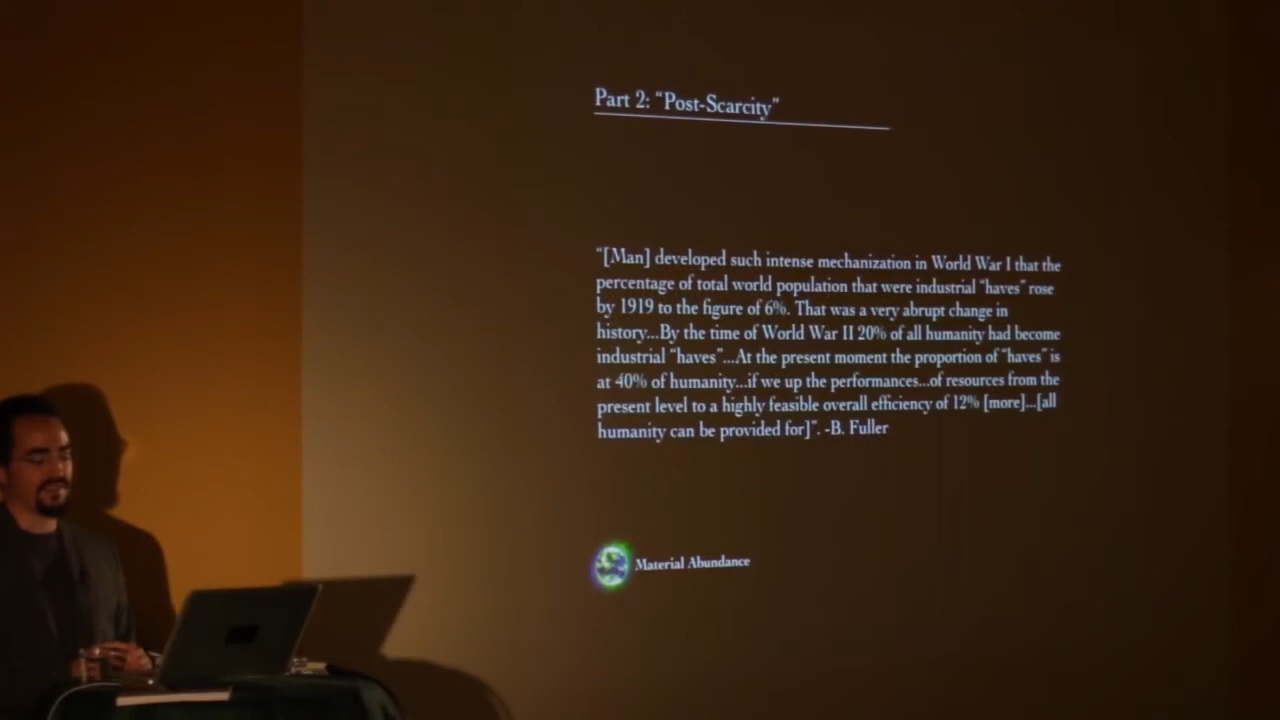 Part 2: “Post-Scarcity”
“[Man] developed such intense mechanization in World War I that the
percentage of total world population that were industrial “haves” rose
by 1919 to the figure of 6%. That was a very abrupt change in
history...By the time of World War II 20% of all humanity had become
industrial “haves”...At the present moment the proportion of “haves” is
at 40% of humanity...if we up the performances...of resources from the
present level to a highly feasible overall efficiency of 12% [more]...[all
humanity can be provided for]”. -B. Fuller
Material Abundance